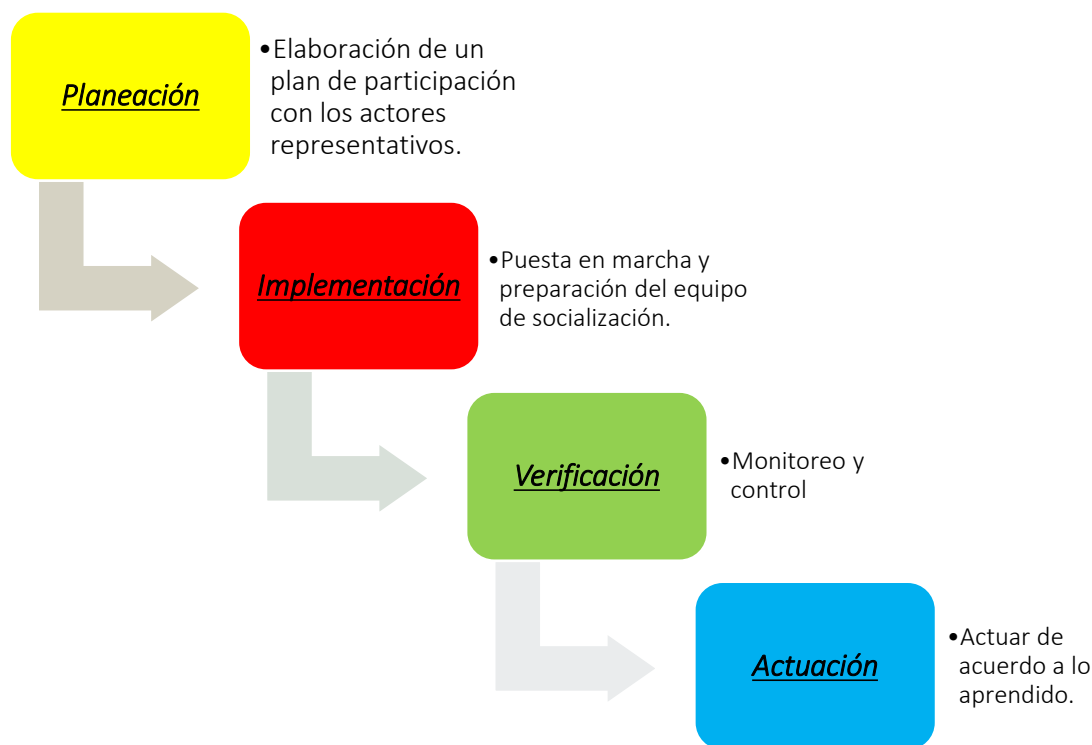 Planeación
•Elaboración de un
plan de participación
con los actores
representativos.
Implementación
•Puesta en marcha y
preparación del equipo
de socialización.
Verificación
•Monitoreo y
control
Actuación
•Actuar de
acuerdo a lo
aprendido.